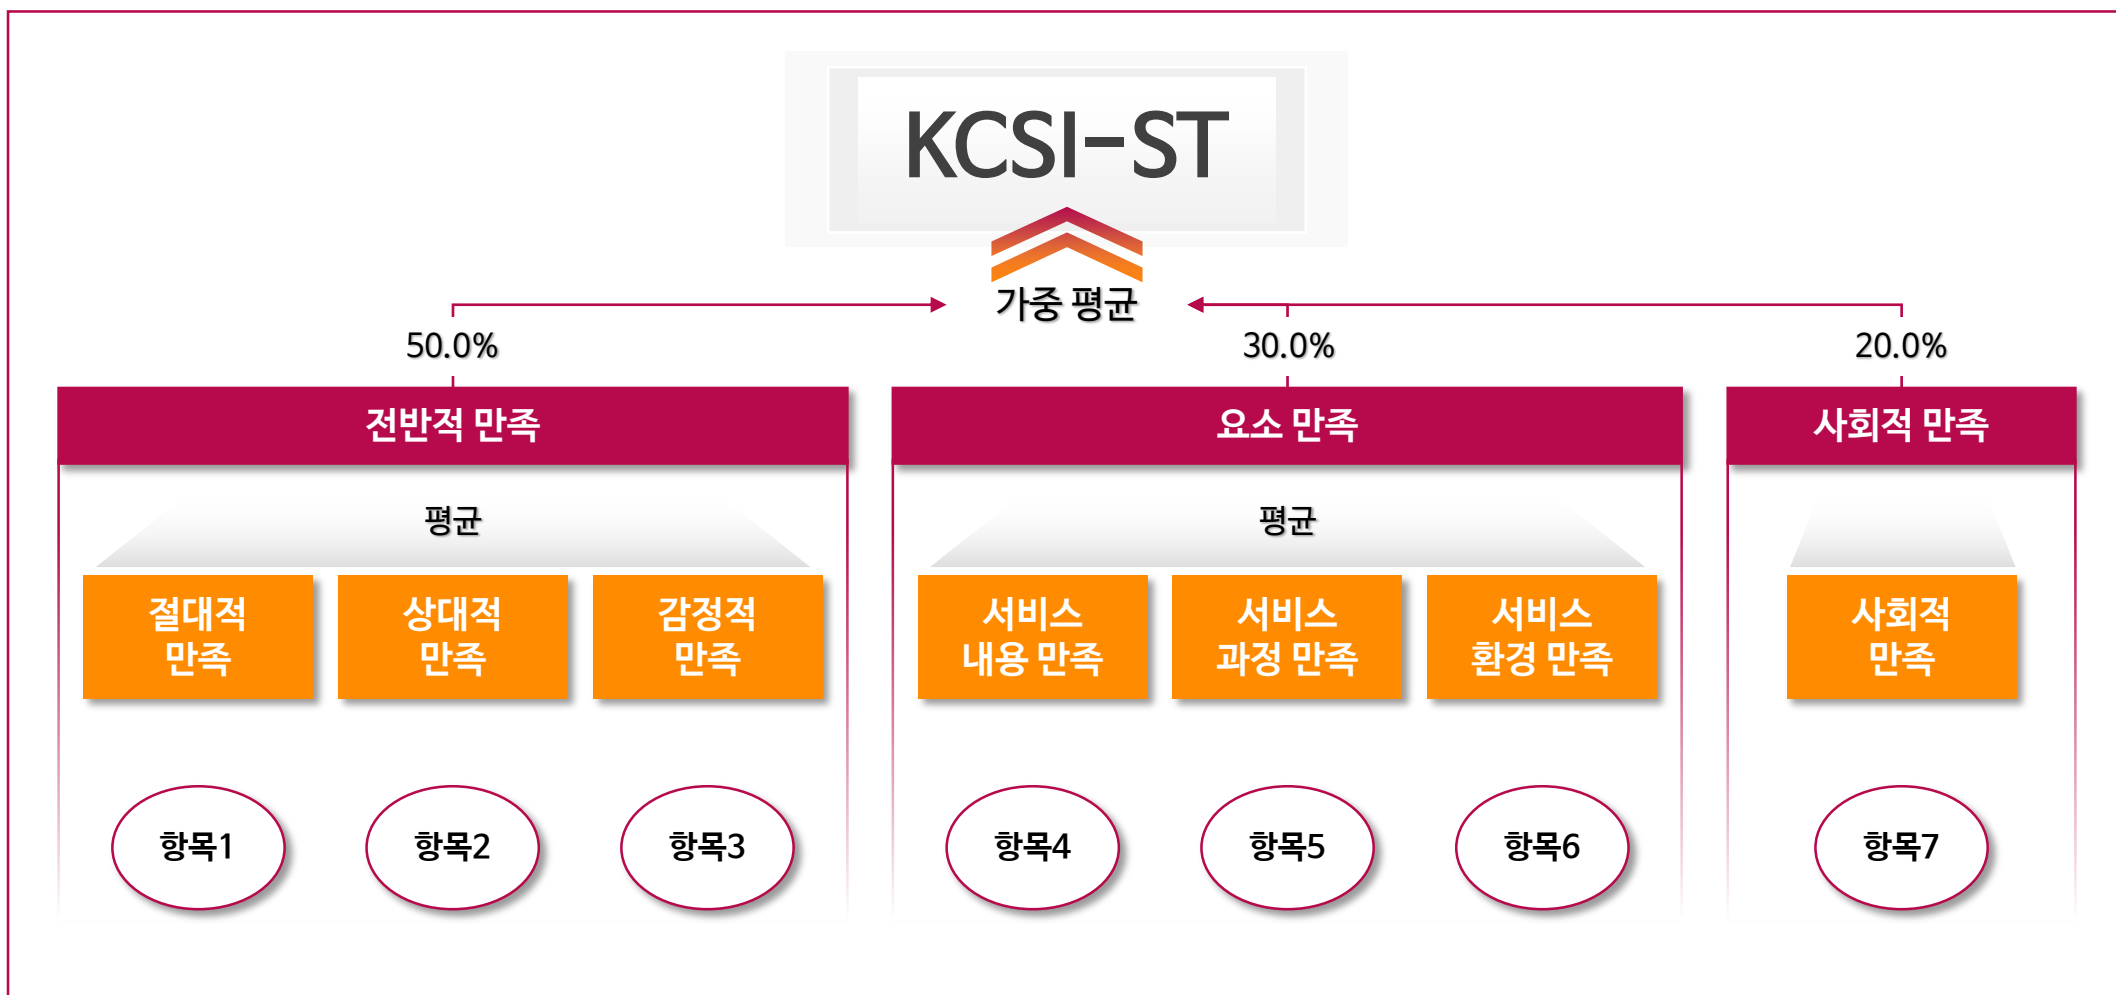 KCSI-ST
가중 평균
50.0%
30.0%
20.0%
전반적 만족
요소 만족
사회적 만족
평균
평균
절대적
만족
상대적
만족
감정적
만족
서비스
내용 만족
서비스
과정 만족
서비스
환경 만족
사회적
만족
항목1
항목2
항목3
항목4
항목5
항목6
항목7